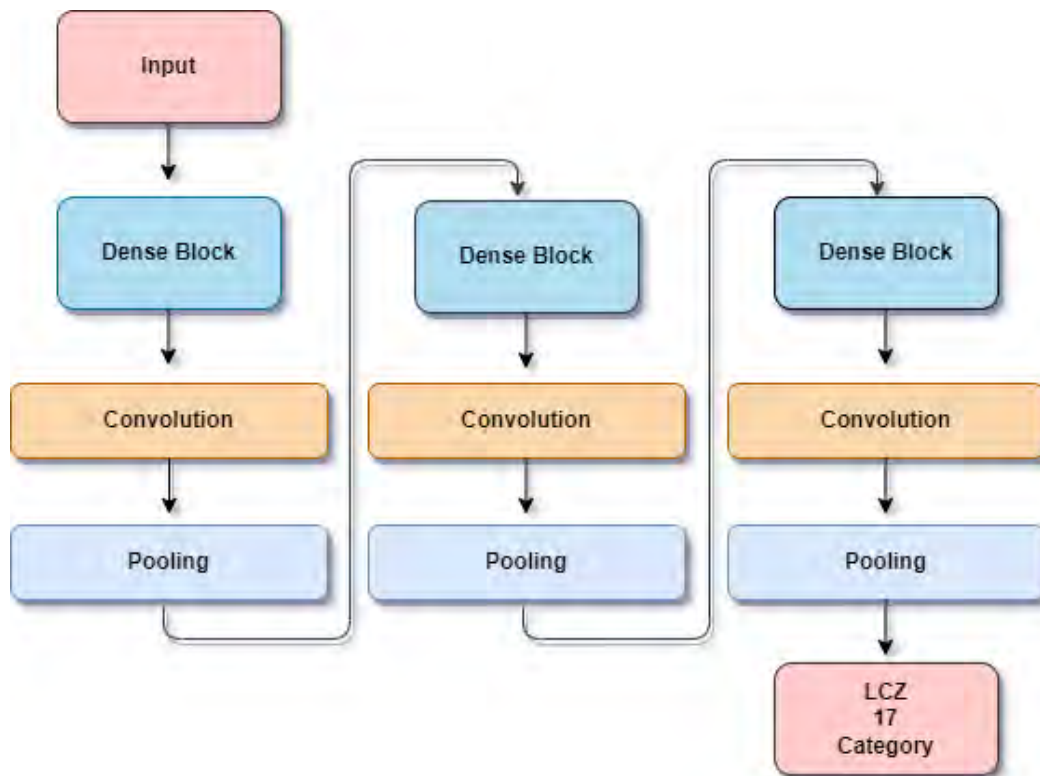 Input
Dense Block
Convolution
Pooling
Dense Block
Convolution
Pooling
Dense Block
Convolution
Pooling
LCZ
17
Category